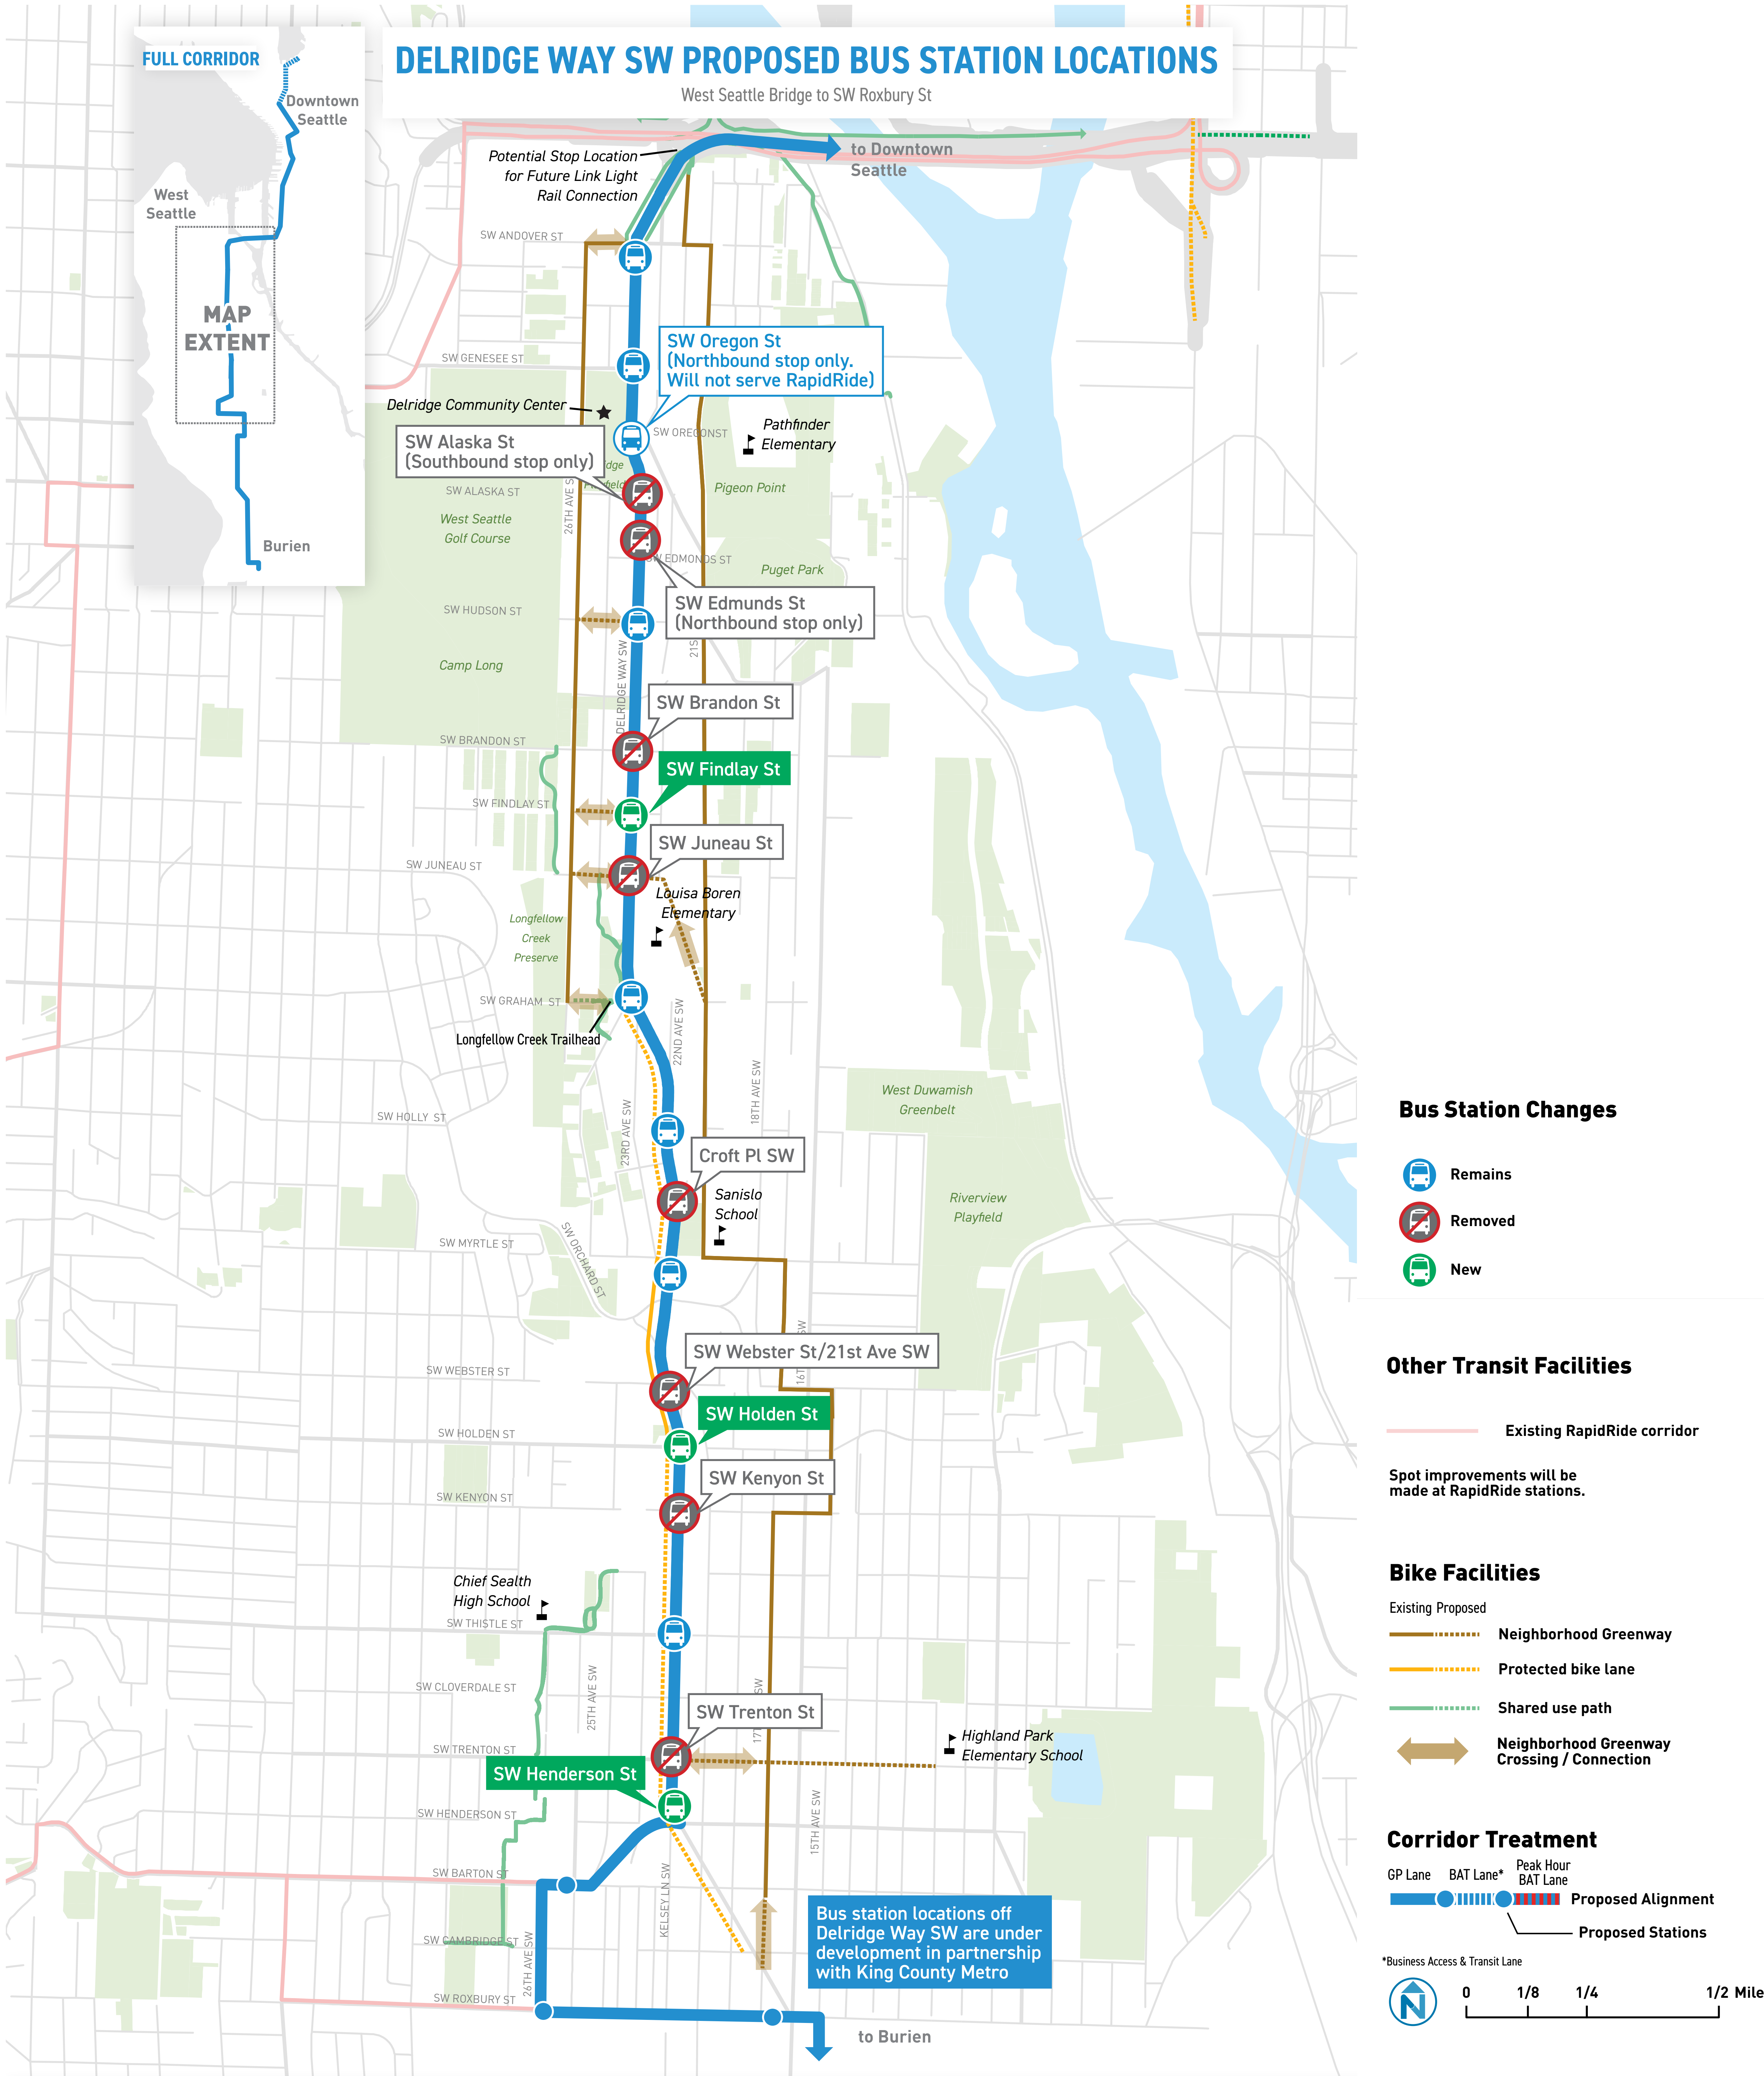 DELRIDGE WAY SW PROPOSED BUS STATION LOCATIONS
West Seattle Bridge to SW Roxbury St
FULL CORRIDOR
Downtown
Seattle
West
Seattle
MAP
EXTENT
Burien
Potential Stop Location
for Future Link Light
Rail Connection
to Downtown
Seattle
SW ANDOVER ST
SW Oregon St
(Northbound stop only.
Will not serve RapidRide)
SW GENESEE ST
Delridge Community Center
SW OREGONST
Pathfinder
Elementary
SW Alaska St
(Southbound stop only)
SW ALASKA ST
Pigeon Point
26TH AVE S
West Seattle
Golf Course
SW EDMONDS ST
Puget Park
SW Edmunds St
(Northbound stop only)
SW HUDSON ST
DELRIDGE WAY SW
21S
Camp Long
SW Brandon St
SW BRANDON ST
SW Findlay St
SW FINDLAY ST
SW Juneau St
SW JUNEAU ST
Louisa Boren
Elementary
Longfellow
Creek
Preserve
SW GRAHAM ST
Longfellow Creek Trailhead
22ND AVE SW
18TH AVE SW
West Duwamish
Greenbelt
SW HOLLY ST
23RD AVE SW
Croft Pl SW
Sanislo
School
Riverview
Playfield
SW MYRTLE ST
SW ORCHARD ST
SW Webster St/21st Ave SW
SW WEBSTER ST
SW Holden St
SW HOLDEN ST
SW Kenyon St
SW KENYON ST
Chief Sealth
High School
SW THISTLE ST
25TH AVE SW
SW CLOVERDALE ST
SW Trenton St
SW TRENTON ST
Highland Park
Elementary School
SW Henderson St
SW HENDERSON ST
15TH AVE SW
SW BARTON ST
KELSEY LN SW
SW CAMBRIDGE ST
26TH AVE SW
SW ROXBURY ST
Bus station locations off
Delridge Way SW are under
development in partnership
with King County Metro
to Burien
Bus Station Changes
Remains
Removed
New
Other Transit Facilities
Existing RapidRide corridor
Spot improvements will be
made at RapidRide stations.
Bike Facilities
Existing Proposed
Neighborhood Greenway
Protected bike lane
Shared use path
Neighborhood Greenway
Crossing / Connection
Corridor Treatment
GP Lane BAT Lane* Peak Hour
BAT Lane
Proposed Alignment
Proposed Stations
*Business Access & Transit Lane
N
0 1/8 1/4 1/2 Mile